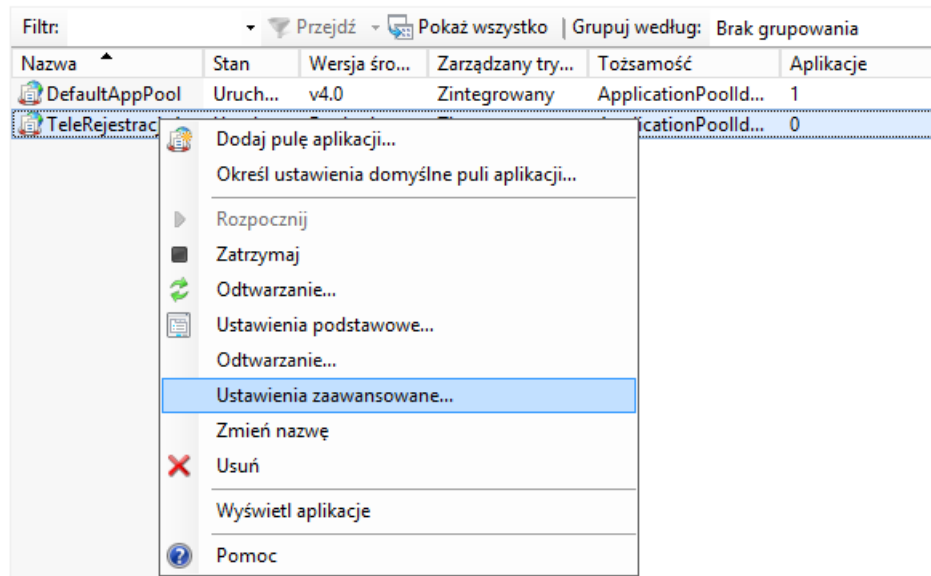 Filtr: Przejdź Pokaż wszystko | Grupuj według: Brak grupowania
Nazwa Stan Wersja śro... Zarządzany try... Tożsamość Aplikacje
DefaultAppPool Uruch... v4.0 Zintegrowany ApplicationPoolId... 1
TeleRejestrac icationPoolId... 0
Dodaj pulę aplikacji...
Określ ustawienia domyślne puli aplikacji...
Rozpocznij
Zatrzymaj
Odtwarzanie...
Ustawienia podstawowe...
Odtwarzanie...
Ustawienia zaawansowane...
Zmień nazwę
Usuń
Wyświetl aplikacje
Pomoc